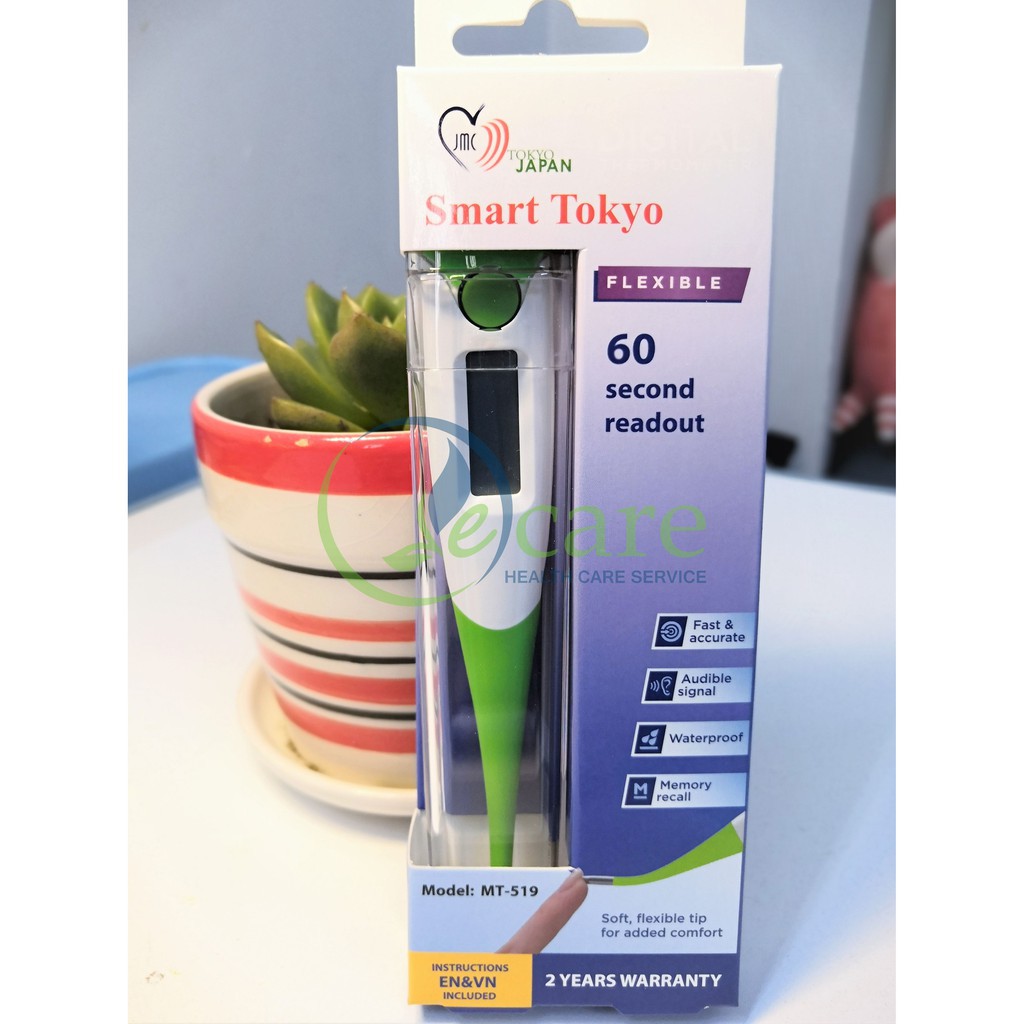 JMC
TOKYO
JAPAN
Smart Tokyo
FLEXIBLE
60
second
readout
ecare
HEALTH CARE SERVICE
Fast &
accurate
Audible
signal
Waterproof
M
Memory
recall
Model: MT-519
Soft, flexible tip
for added comfort
INSTRUCTIONS
EN&VN
INCLUDED
2 YEARS WARRANTY